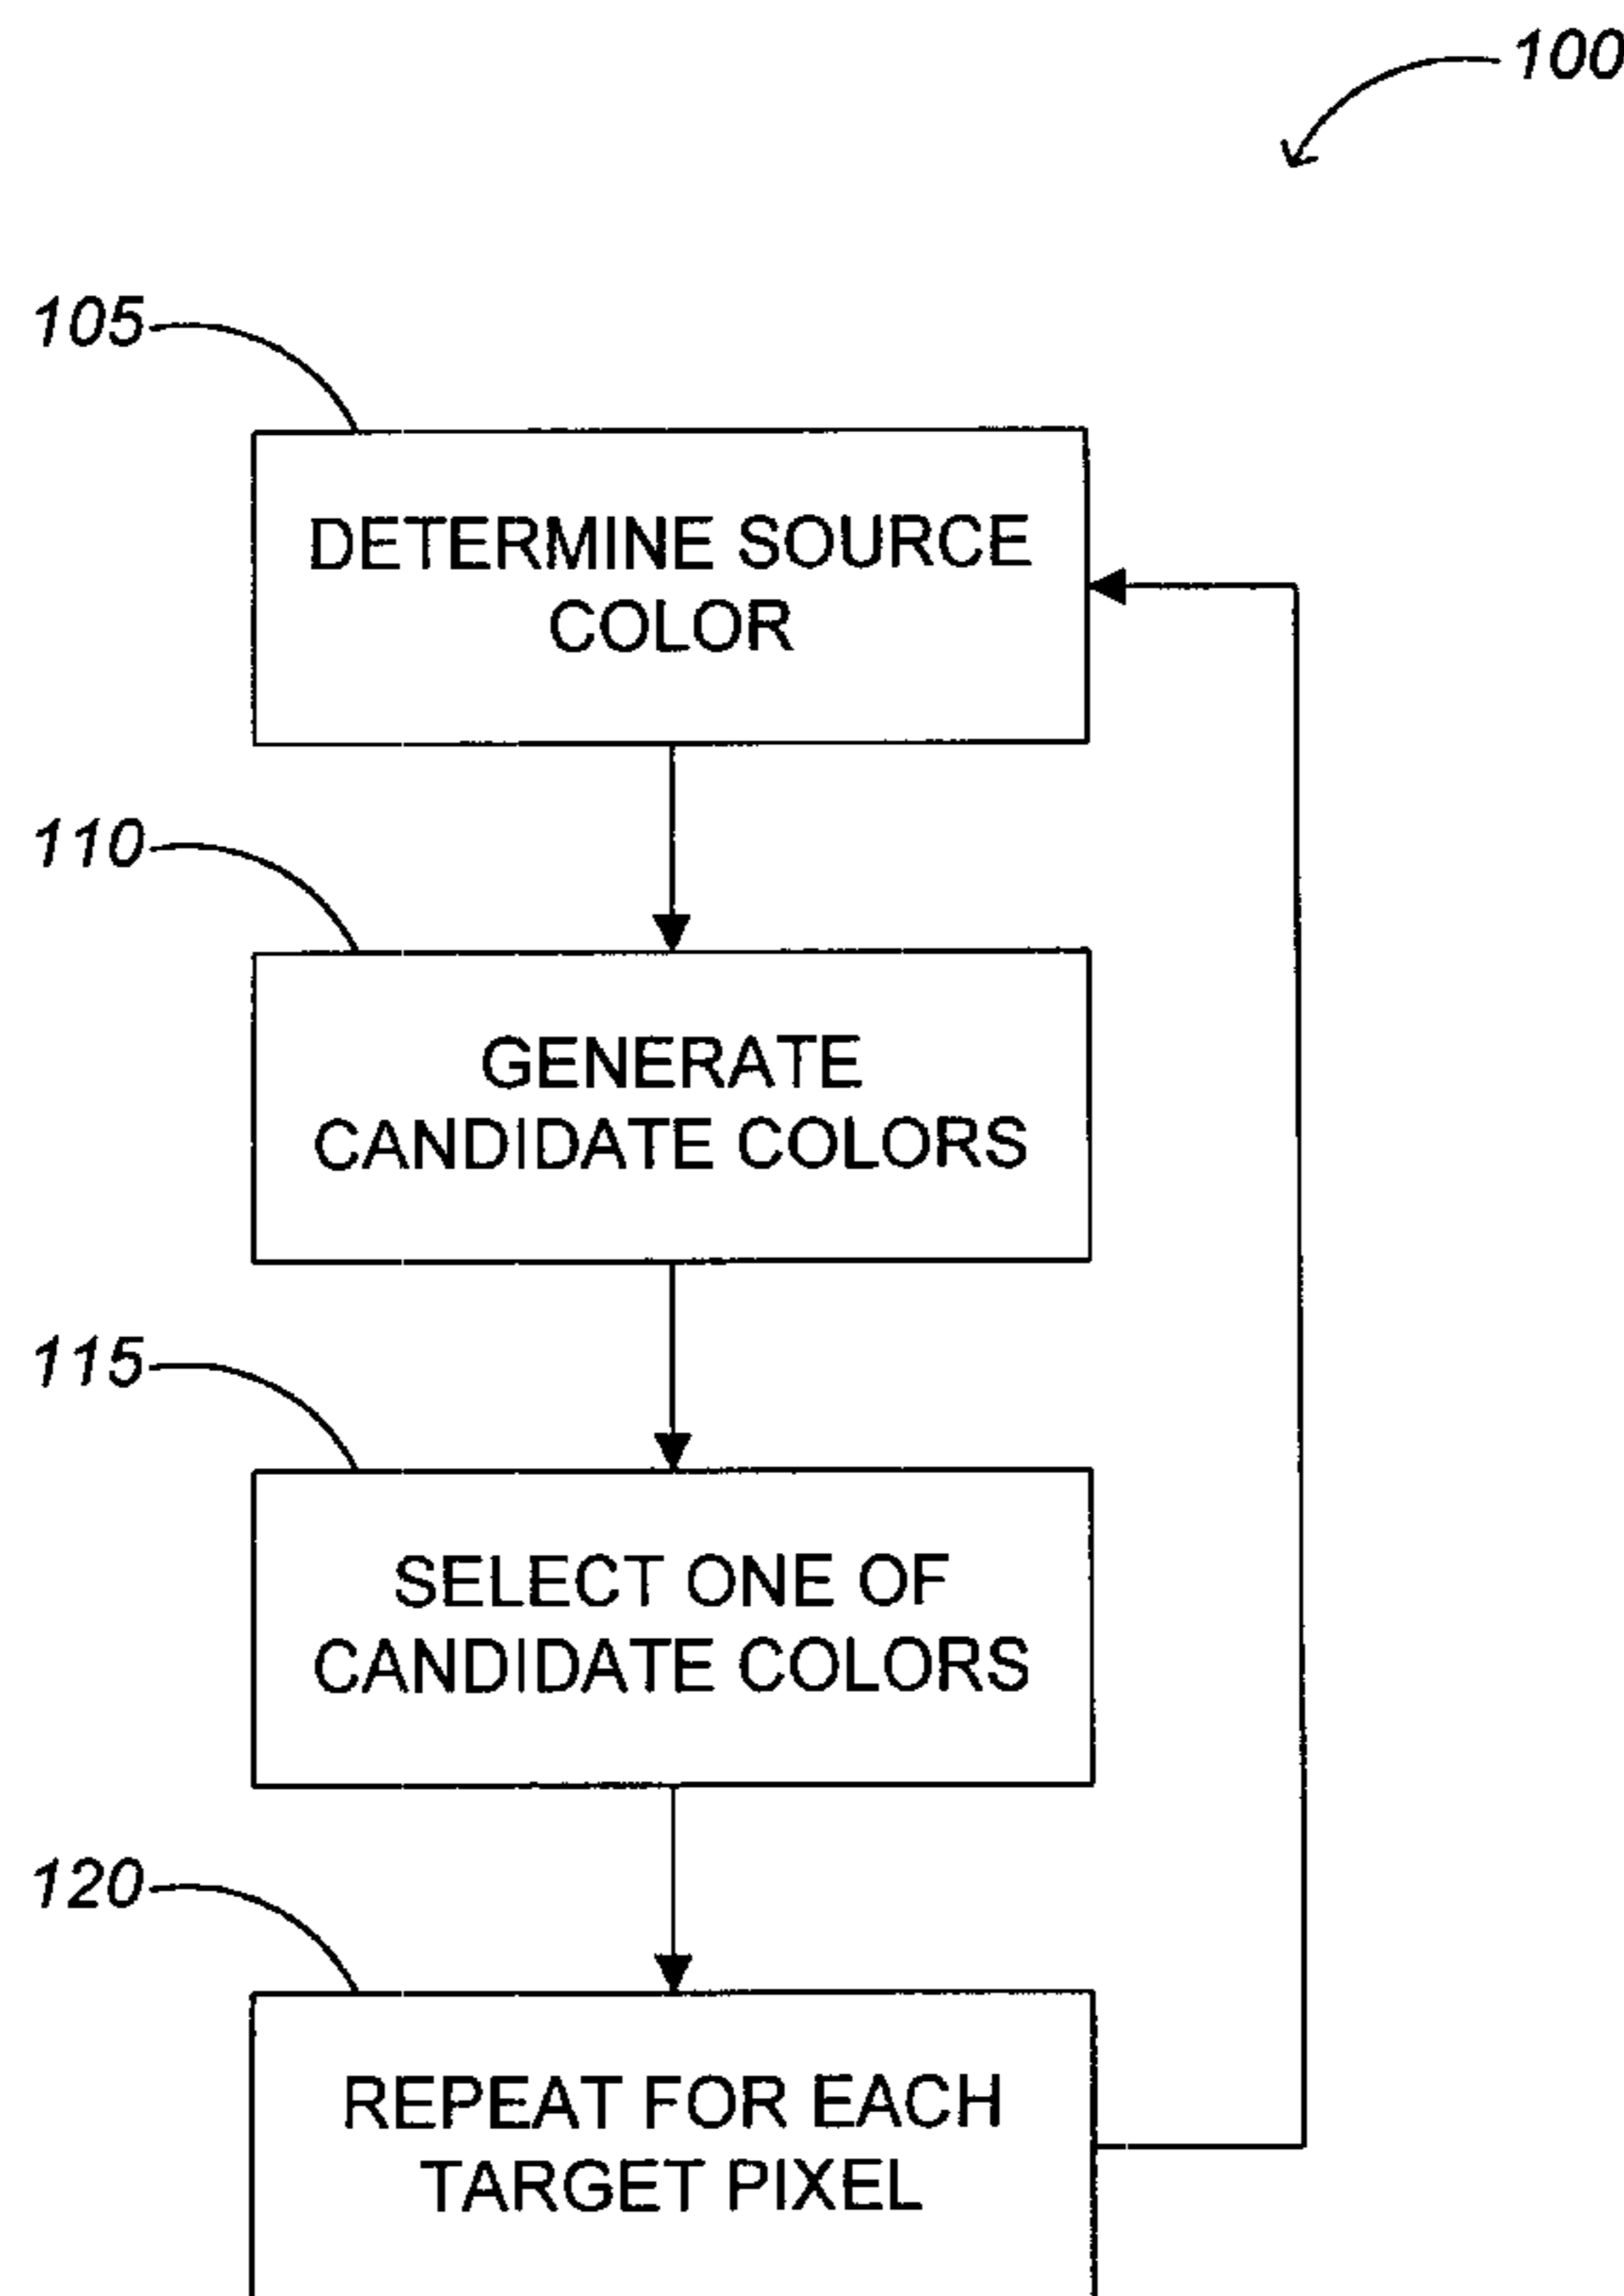 100
105
DETERMINE SOURCE
COLOR
110
GENERATE
CANDIDATE COLORS
115
SELECT ONE OF
CANDIDATE COLORS
120
REPEAT FOR EACH
TARGET PIXEL